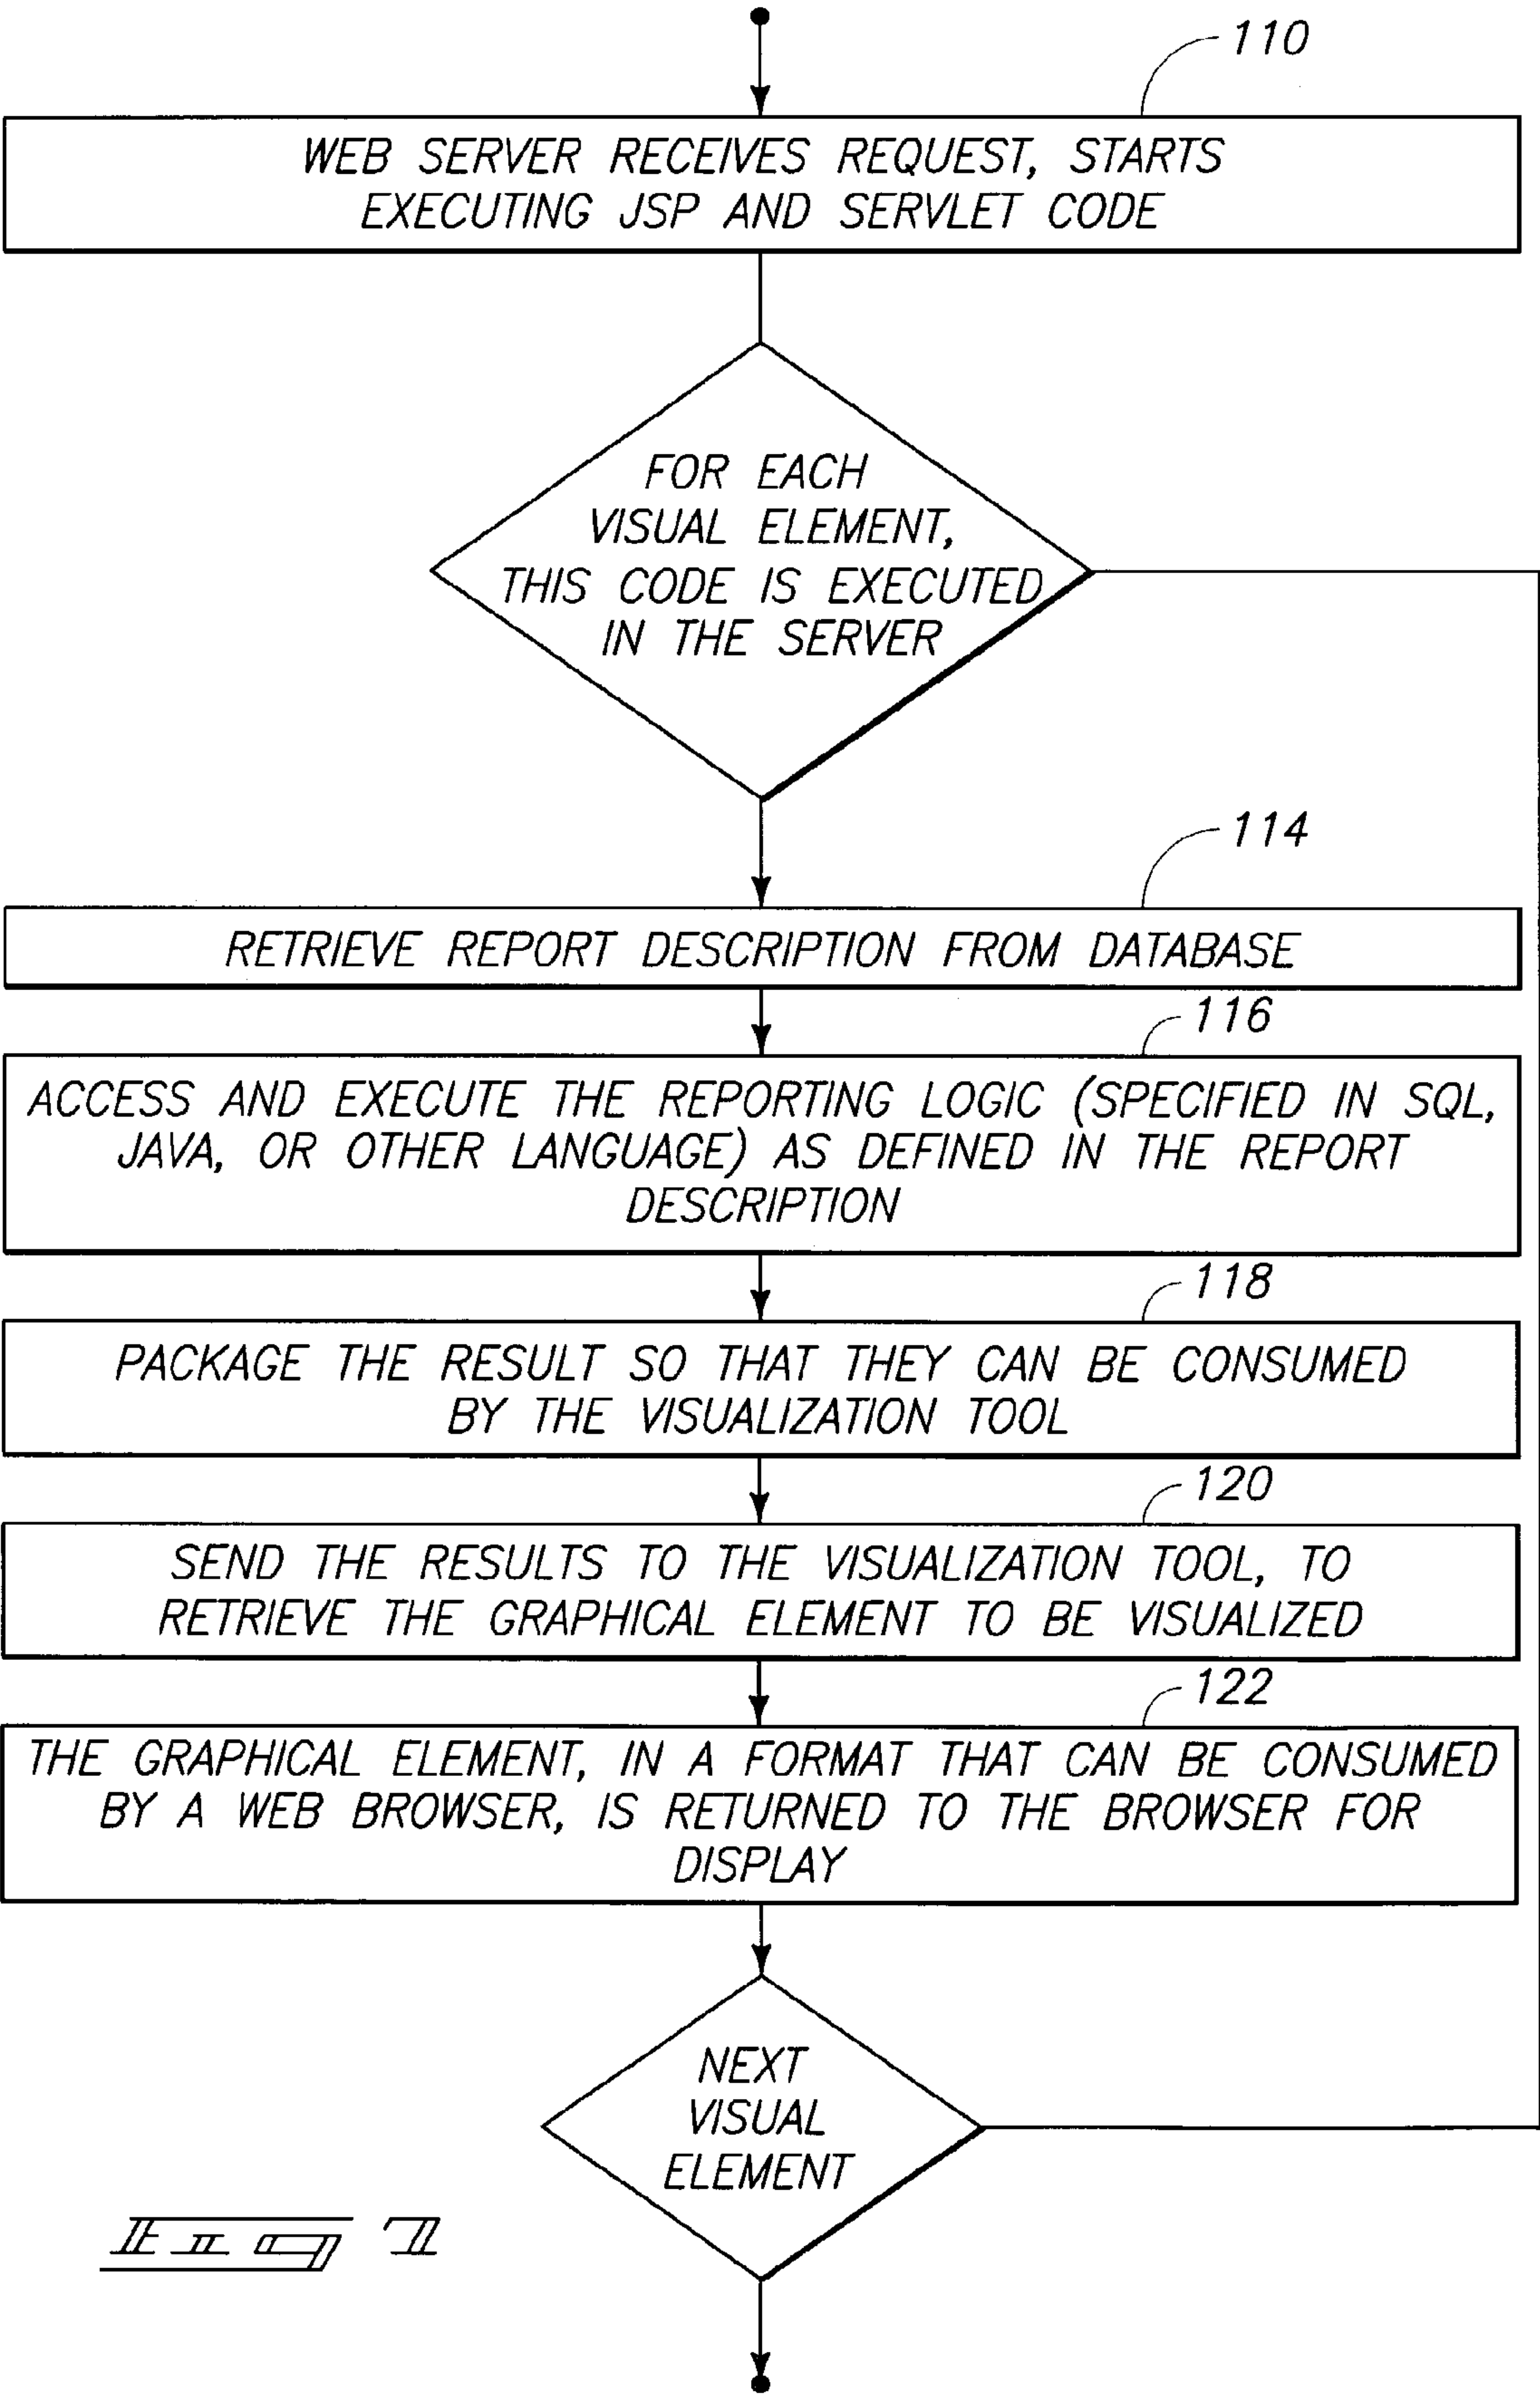 110
WEB SERVER RECEIVES REQUEST, STARTS
EXECUTING JSP AND SERVLET CODE
FOR EACH
VISUAL ELEMENT,
THIS CODE IS EXECUTED
IN THE SERVER
114
RETRIEVE REPORT DESCRIPTION FROM DATABASE
116
ACCESS AND EXECUTE THE REPORTING LOGIC (SPECIFIED IN SQL,
JAVA, OR OTHER LANGUAGE) AS DEFINED IN THE REPORT
DESCRIPTION
118
PACKAGE THE RESULT SO THAT THEY CAN BE CONSUMED
BY THE VISUALIZATION TOOL
120
SEND THE RESULTS TO THE VISUALIZATION TOOL, TO
RETRIEVE THE GRAPHICAL ELEMENT TO BE VISUALIZED
122
THE GRAPHICAL ELEMENT, IN A FORMAT THAT CAN BE CONSUMED
BY A WEB BROWSER, IS RETURNED TO THE BROWSER FOR
DISPLAY
NEXT
VISUAL
ELEMENT
Fig 7